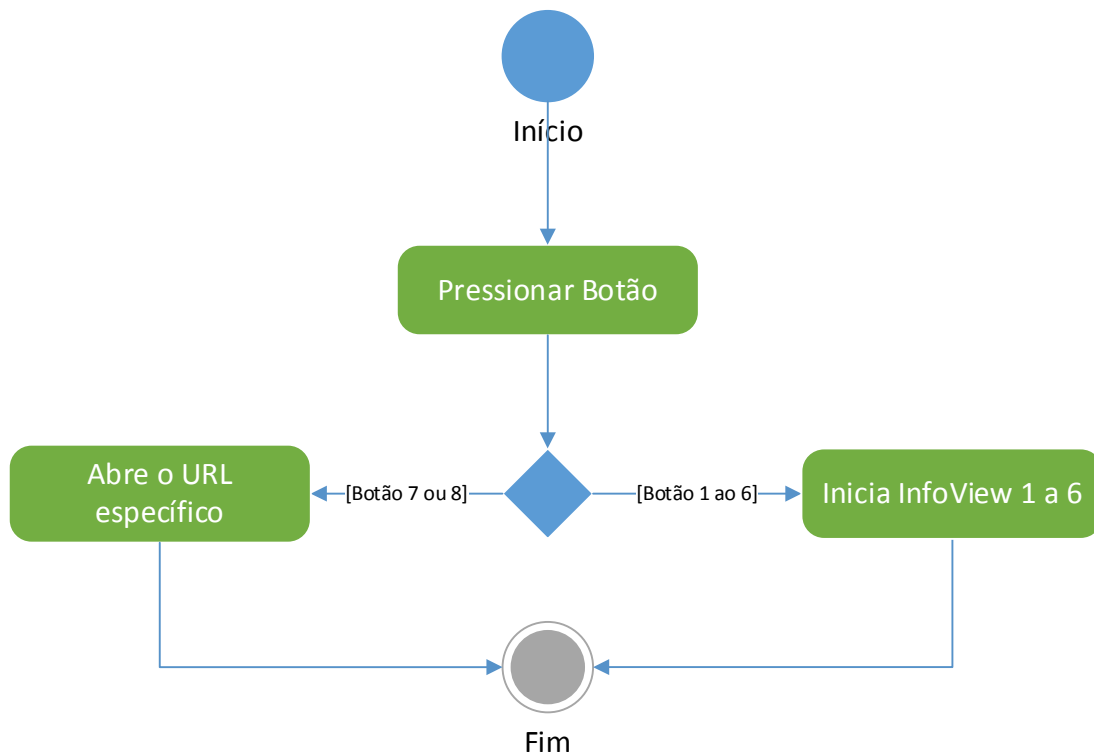 Início
Pressionar Botão
Abre o URL
específico
[Botão 7 ou 8]
[Botão 1 ao 6]
Inicia InfoView 1 a 6
Fim